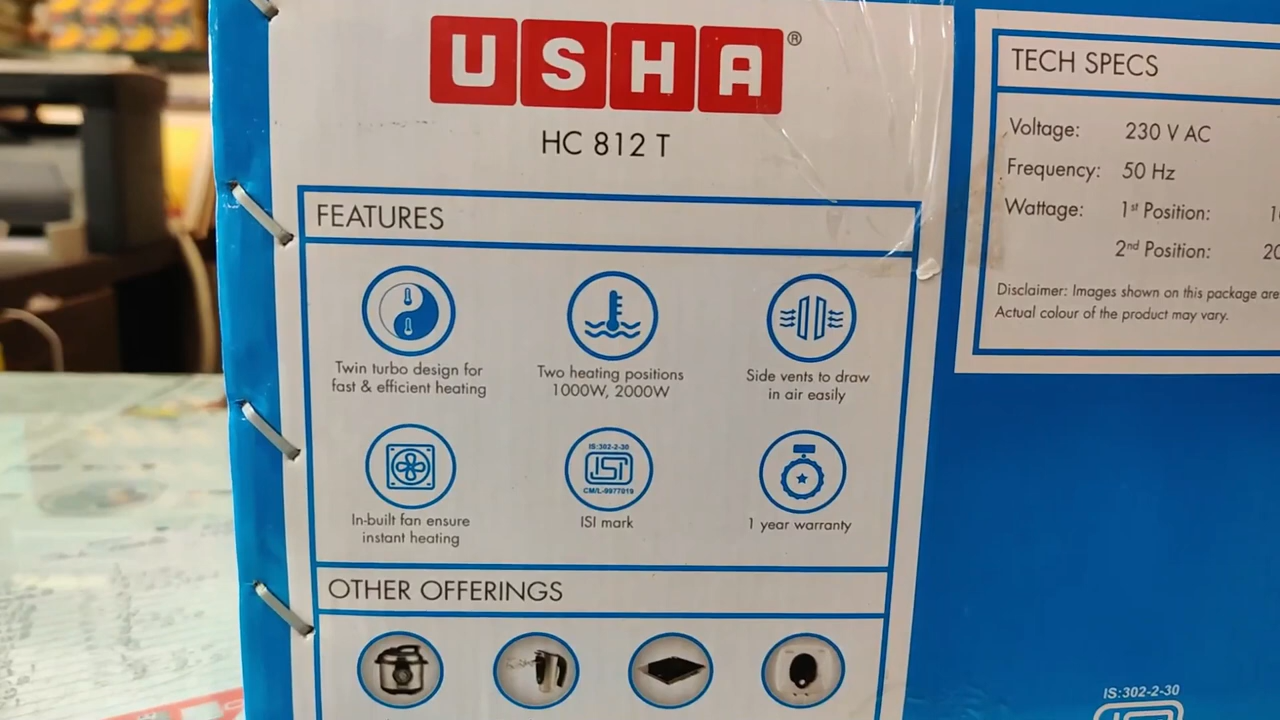 USHA®
HC 812 T
FEATURES
Twin turbo design for
fast & efficient heating
Two heating positions
1000W, 2000W
Side vents to draw
in air easily
In-built fan ensure
instant heating
IS:302-2-30
ISI
CM/L-9977019
ISI mark
1 year warranty
OTHER OFFERINGS
TECH SPECS
Voltage: 230 V AC
Frequency: 50 Hz
Wattage: 1st Position:
2nd Position:
Disclaimer: Images shown on this package are
Actual colour of the product may vary.
IS:302-2-30